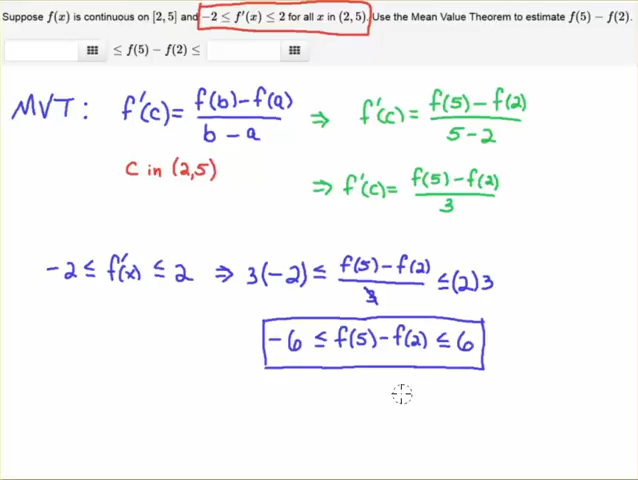 Suppose f(x) is continuous on [2, 5] and −2 ≤ f′(x) ≤ 2 for all x in (2, 5). Use the Mean Value Theorem to estimate f(5) − f(2).
≤ f(5) − f(2) ≤
MVT: f'(c) = (f(b) − f(a))/(b − a) ⇒ f'(c) = (f(5) − f(2))/(5 − 2)
c in (2,5)
⇒ f'(c) = (f(5) − f(2))/3
−2 ≤ f'(x) ≤ 2 ⇒ 3(−2) ≤ (f(5) − f(2))/3 ≤ (2)3
−6 ≤ f(5) − f(2) ≤ 6